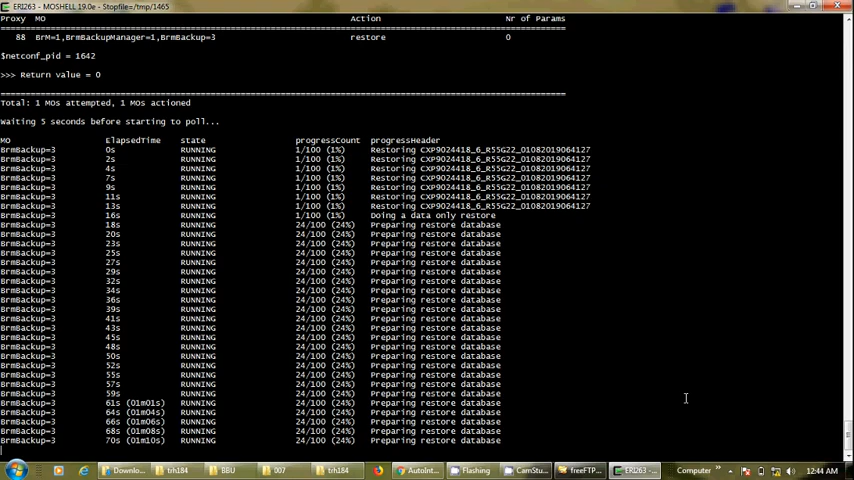 ERI263 - MOSHELL 19.0e - Stopfile=/tmp/1465
Proxy MO Action Nr of Params
88 BrM=1,BrmBackupManager=1,BrmBackup=3 restore 0
$netconf_pid = 1642
>>> Return value = 0
Total: 1 MOs attempted, 1 MOs actioned
Waiting 5 seconds before starting to poll...
MO ElapsedTime state progressCount progressHeader
BrmBackup=3 0s RUNNING 1/100 (1%) Restoring CXP9024418_6_R55G22_01082019064127
BrmBackup=3 2s RUNNING 1/100 (1%) Restoring CXP9024418_6_R55G22_01082019064127
BrmBackup=3 4s RUNNING 1/100 (1%) Restoring CXP9024418_6_R55G22_01082019064127
BrmBackup=3 7s RUNNING 1/100 (1%) Restoring CXP9024418_6_R55G22_01082019064127
BrmBackup=3 9s RUNNING 1/100 (1%) Restoring CXP9024418_6_R55G22_01082019064127
BrmBackup=3 11s RUNNING 1/100 (1%) Restoring CXP9024418_6_R55G22_01082019064127
BrmBackup=3 13s RUNNING 1/100 (1%) Restoring CXP9024418_6_R55G22_01082019064127
BrmBackup=3 16s RUNNING 1/100 (1%) Doing a data only restore
BrmBackup=3 18s RUNNING 24/100 (24%) Preparing restore database
BrmBackup=3 20s RUNNING 24/100 (24%) Preparing restore database
BrmBackup=3 23s RUNNING 24/100 (24%) Preparing restore database
BrmBackup=3 25s RUNNING 24/100 (24%) Preparing restore database
BrmBackup=3 27s RUNNING 24/100 (24%) Preparing restore database
BrmBackup=3 29s RUNNING 24/100 (24%) Preparing restore database
BrmBackup=3 32s RUNNING 24/100 (24%) Preparing restore database
BrmBackup=3 34s RUNNING 24/100 (24%) Preparing restore database
BrmBackup=3 36s RUNNING 24/100 (24%) Preparing restore database
BrmBackup=3 39s RUNNING 24/100 (24%) Preparing restore database
BrmBackup=3 41s RUNNING 24/100 (24%) Preparing restore database
BrmBackup=3 43s RUNNING 24/100 (24%) Preparing restore database
BrmBackup=3 45s RUNNING 24/100 (24%) Preparing restore database
BrmBackup=3 48s RUNNING 24/100 (24%) Preparing restore database
BrmBackup=3 50s RUNNING 24/100 (24%) Preparing restore database
BrmBackup=3 52s RUNNING 24/100 (24%) Preparing restore database
BrmBackup=3 55s RUNNING 24/100 (24%) Preparing restore database
BrmBackup=3 57s RUNNING 24/100 (24%) Preparing restore database
BrmBackup=3 59s RUNNING 24/100 (24%) Preparing restore database
BrmBackup=3 61s (01m01s) RUNNING 24/100 (24%) Preparing restore database
BrmBackup=3 64s (01m04s) RUNNING 24/100 (24%) Preparing restore database
BrmBackup=3 66s (01m06s) RUNNING 24/100 (24%) Preparing restore database
BrmBackup=3 68s (01m08s) RUNNING 24/100 (24%) Preparing restore database
BrmBackup=3 70s (01m10s) RUNNING 24/100 (24%) Preparing restore database
Downlo... trh184 BBU 007 trh184 AutoInt... Flashing CamStu... freeFTP... ERI263 -... Computer » 12:44 AM